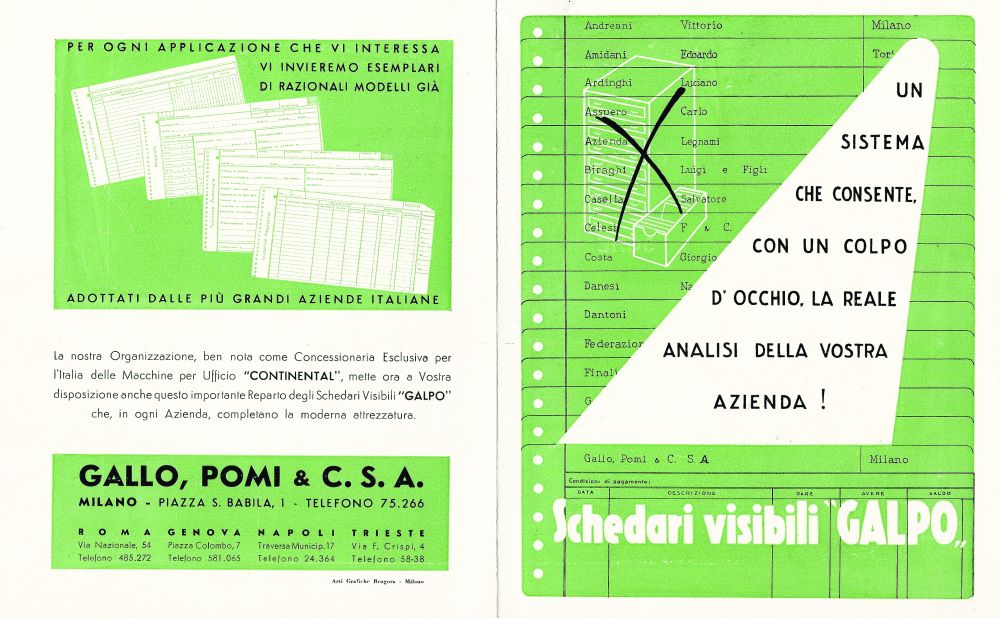 PER OGNI APPLICAZIONE CHE VI INTERESSA
VI INVIEREMO ESEMPLARI
DI RAZIONALI MODELLI GIÀ
ADOTTATI DALLE PIÙ GRANDI AZIENDE ITALIANE
La nostra Organizzazione, ben nota come Concessionaria Esclusiva per
l'Italia delle Macchine per Ufficio "CONTINENTAL", mette ora a Vostra
disposizione anche questo importante Reparto degli Schedari Visibili "GALPO"
che, in ogni Azienda, completano la moderna attrezzatura.
GALLO, POMI & C. S. A.
MILANO - PIAZZA S. BABILA, 1 - TELEFONO 75.266
ROMA GENOVA NAPOLI TRIESTE
Via Nazionale, 54 Piazza Colombo, 7 Traversa Municip. 17 Via F. Crispi, 4
Telefono 485.272 Telefono 581.065 Telefono 24.364 Telefono 58-38
Arti Grafiche Reggora - Milano
Andreani Vittorio Milano
Amidani Edoardo Tor
Ardinghi Luciano
Assuero Carlo
Azienda Legnami
Biraghi Luigi e Figli
Casella Salvatore
Celesi F & C.
Costa Giorgio
Danesi Na
Dantoni
Federazion
Finali
G
UN
SISTEMA
CHE CONSENTE,
CON UN COLPO
D'OCCHIO, LA REALE
ANALISI DELLA VOSTRA
AZIENDA !
Gallo, Pomi & C. S. A Milano
Condizioni di pagamento:
DATA DESCRIZIONE DARE AVERE SALDO
Schedari visibili "GALPO„